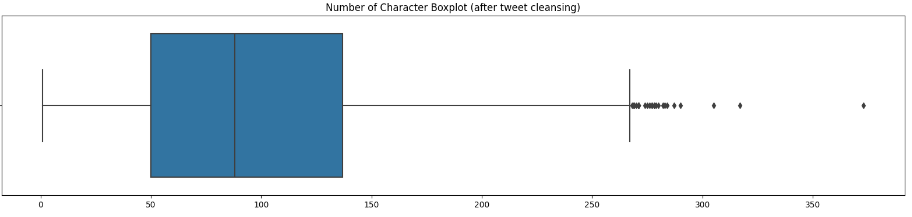 Number of Character Boxplot (after tweet cleansing)
0 50 100 150 200 250 300 350